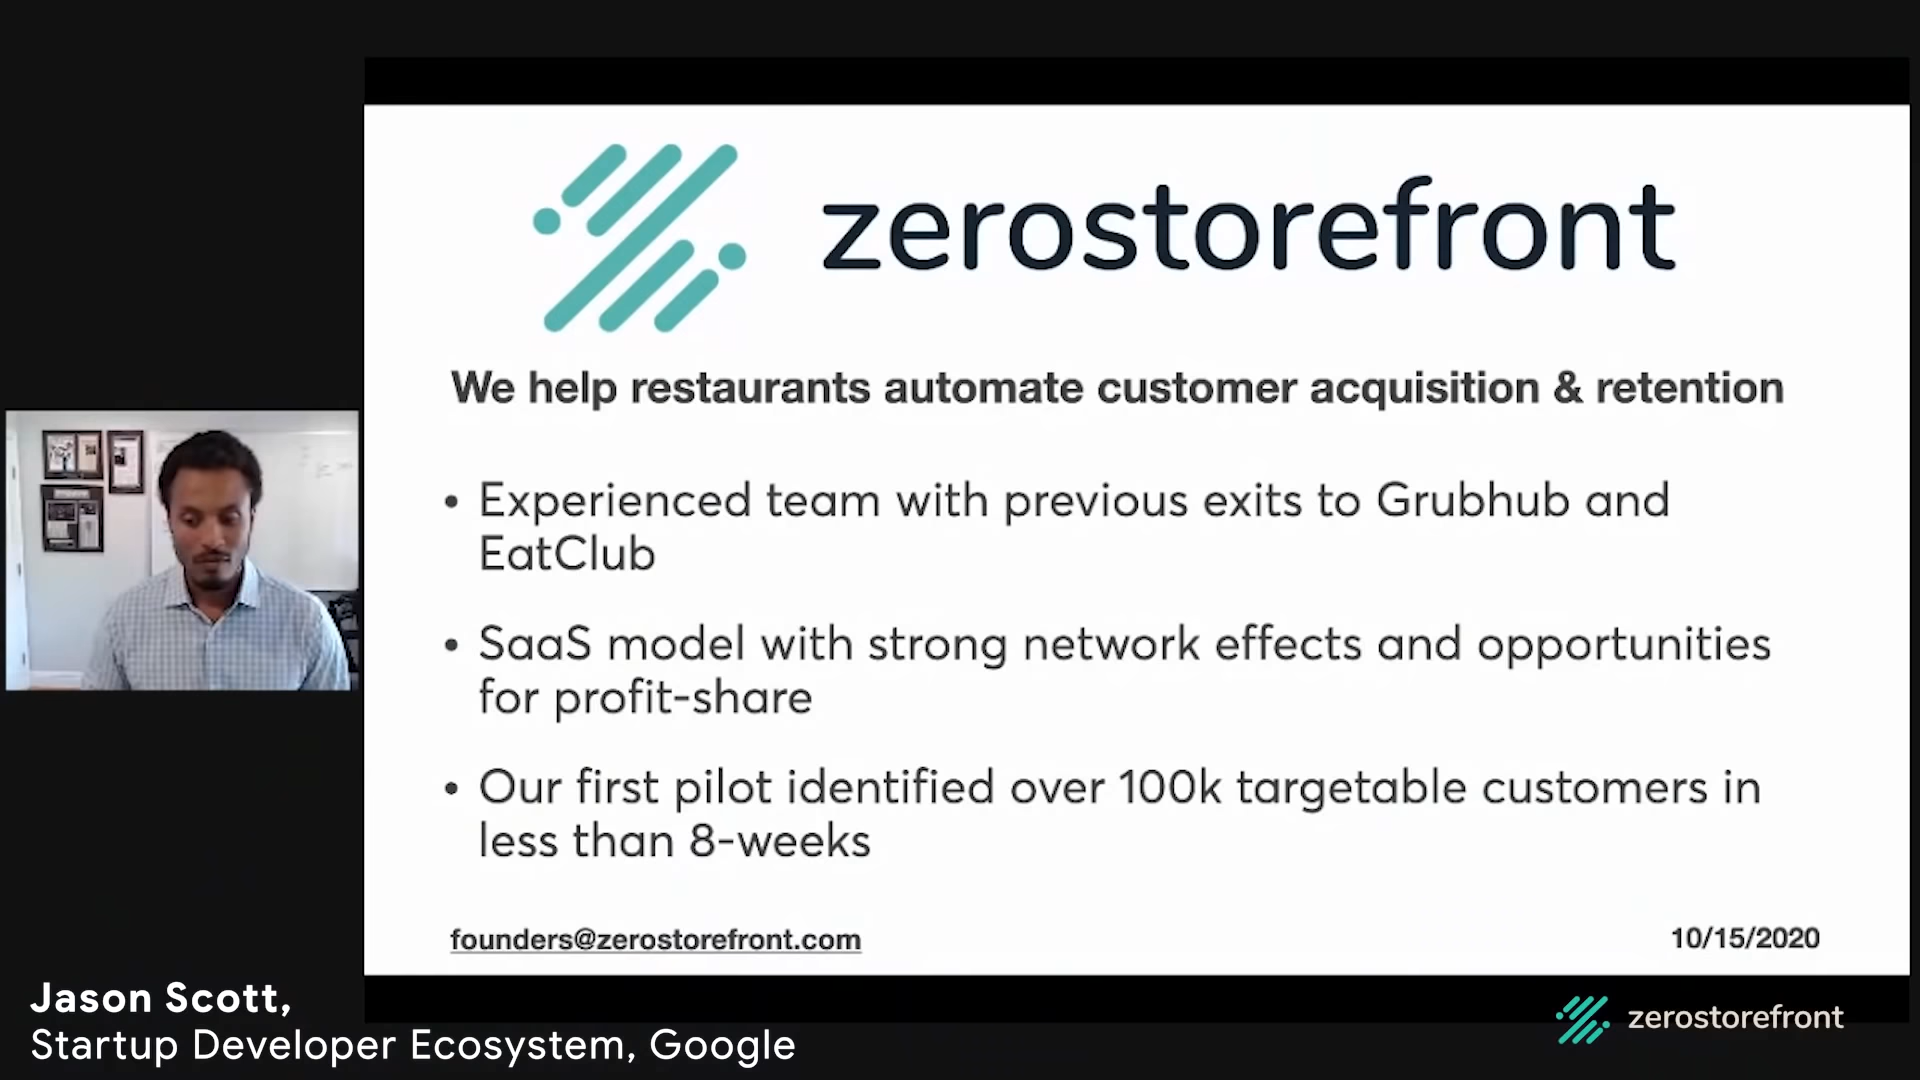 zerostorefront
We help restaurants automate customer acquisition & retention
• Experienced team with previous exits to Grubhub and
EatClub
• SaaS model with strong network effects and opportunities
for profit-share
• Our first pilot identified over 100k targetable customers in
less than 8-weeks
founders@zerostorefront.com
10/15/2020
Jason Scott,
Startup Developer Ecosystem, Google
zerostorefront